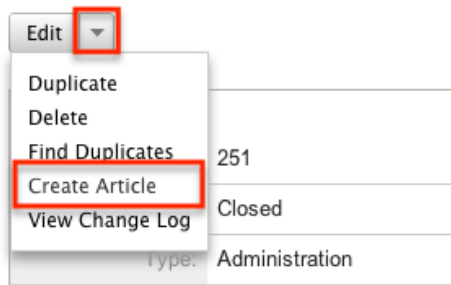 Edit
Duplicate
Delete
Find Duplicates
251
Create Article
Closed
View Change Log
Type:
Administration